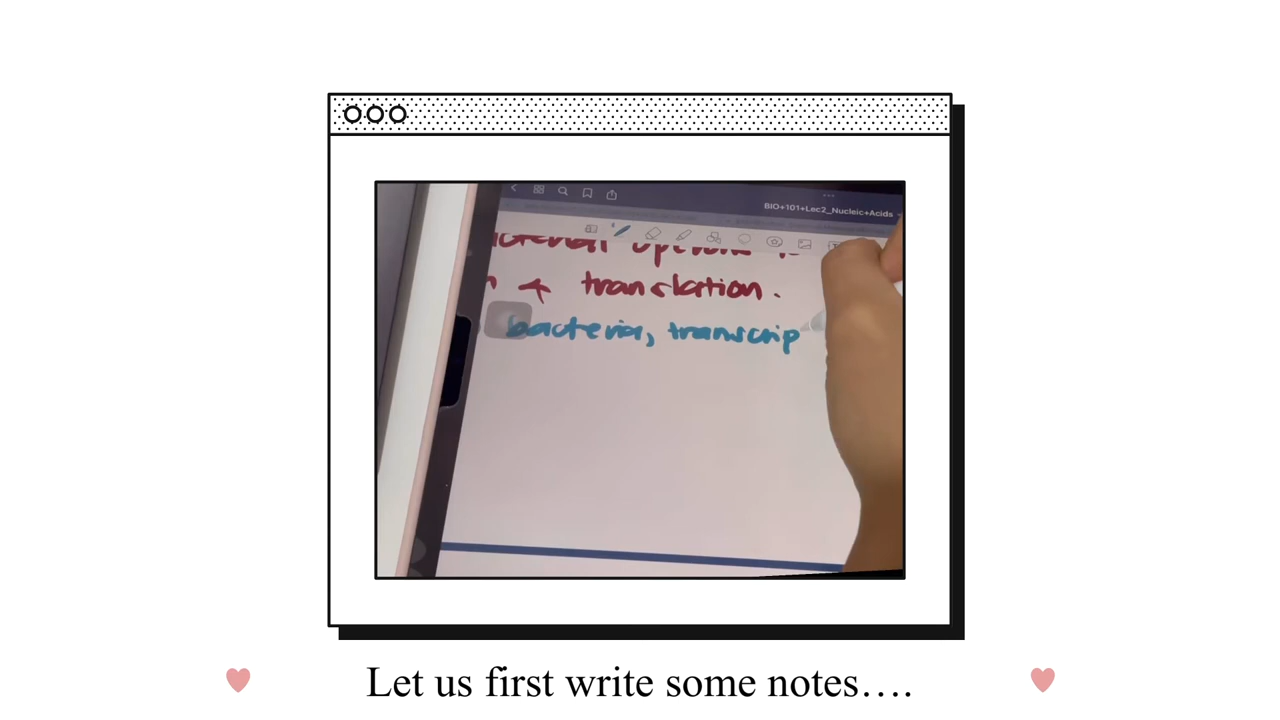 BIO+101+Lec2_Nucleic+Acids
translation.
bacteria, transcrip
Let us first write some notes….